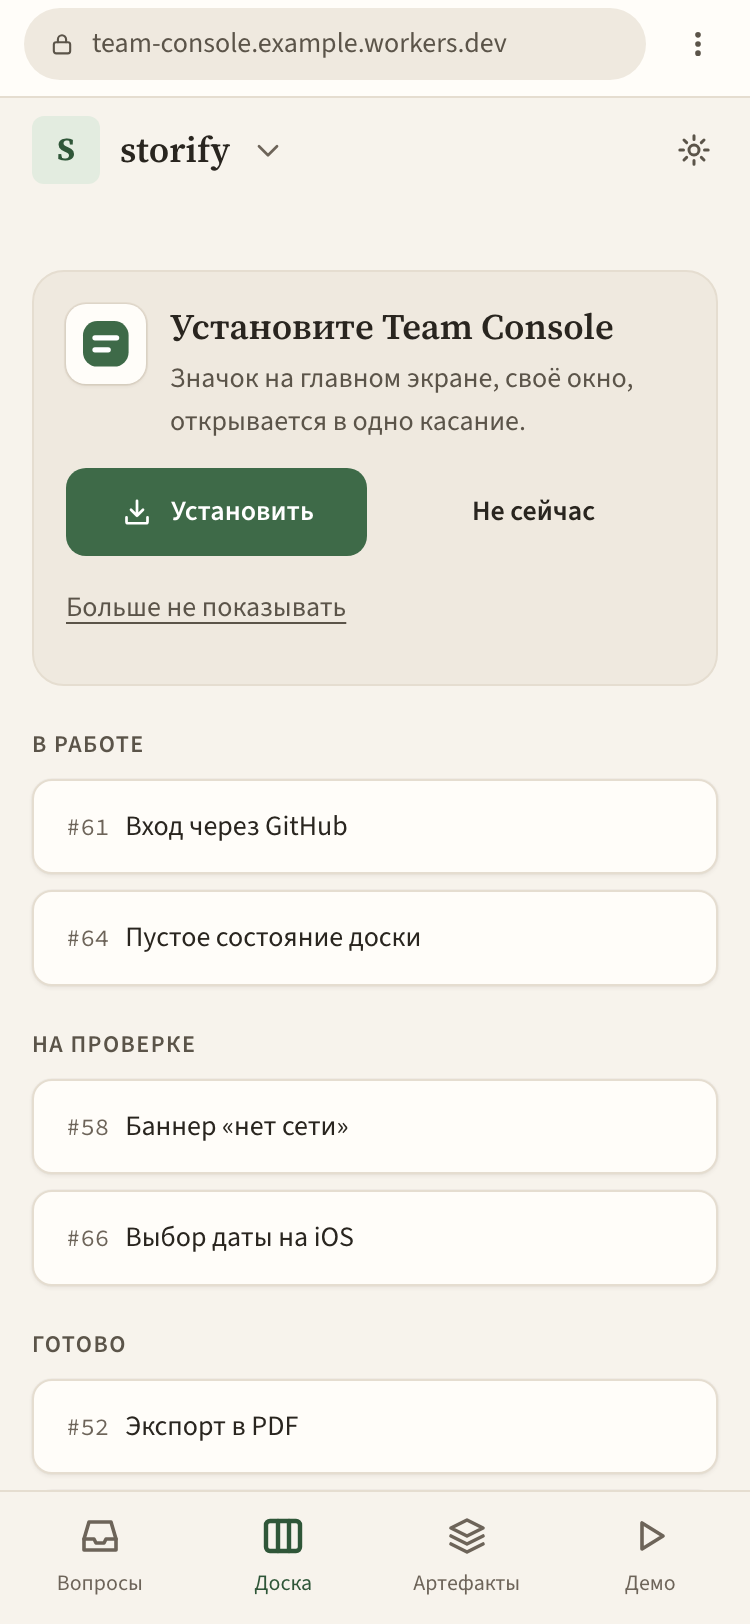 team-console.example.workers.dev
S storify
Установите Team Console
Значок на главном экране, своё окно,
открывается в одно касание.
Установить
Не сейчас
Больше не показывать
В РАБОТЕ
#61 Вход через GitHub
#64 Пустое состояние доски
НА ПРОВЕРКЕ
#58 Баннер «нет сети»
#66 Выбор даты на iOS
ГОТОВО
#52 Экспорт в PDF
Вопросы
Доска
Артефакты
Демо